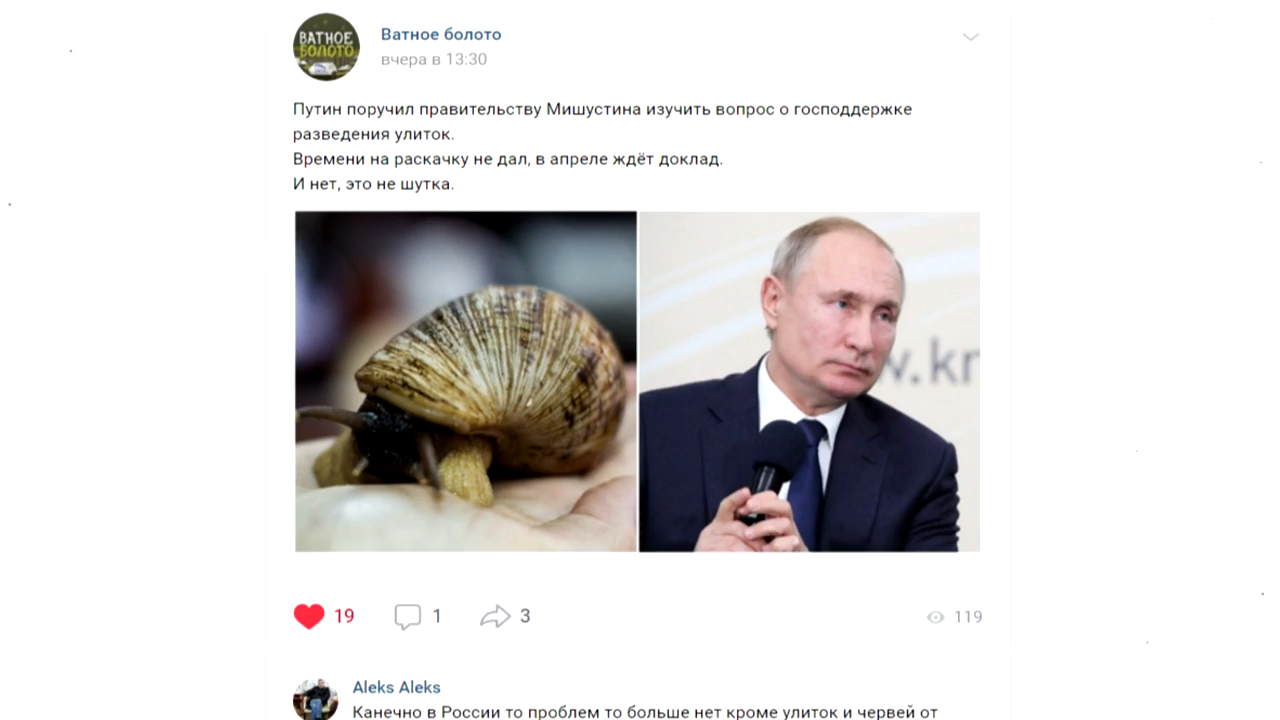 ВАТНОЕ
БОЛОТО
Ватное болото
вчера в 13:30
Путин поручил правительству Мишустина изучить вопрос о господдержке
разведения улиток.
Времени на раскачку не дал, в апреле ждёт доклад.
И нет, это не шутка.
w.kr
19
1
3
119
Aleks Aleks
Канечно в России то проблем то больше нет кроме улиток и червей от